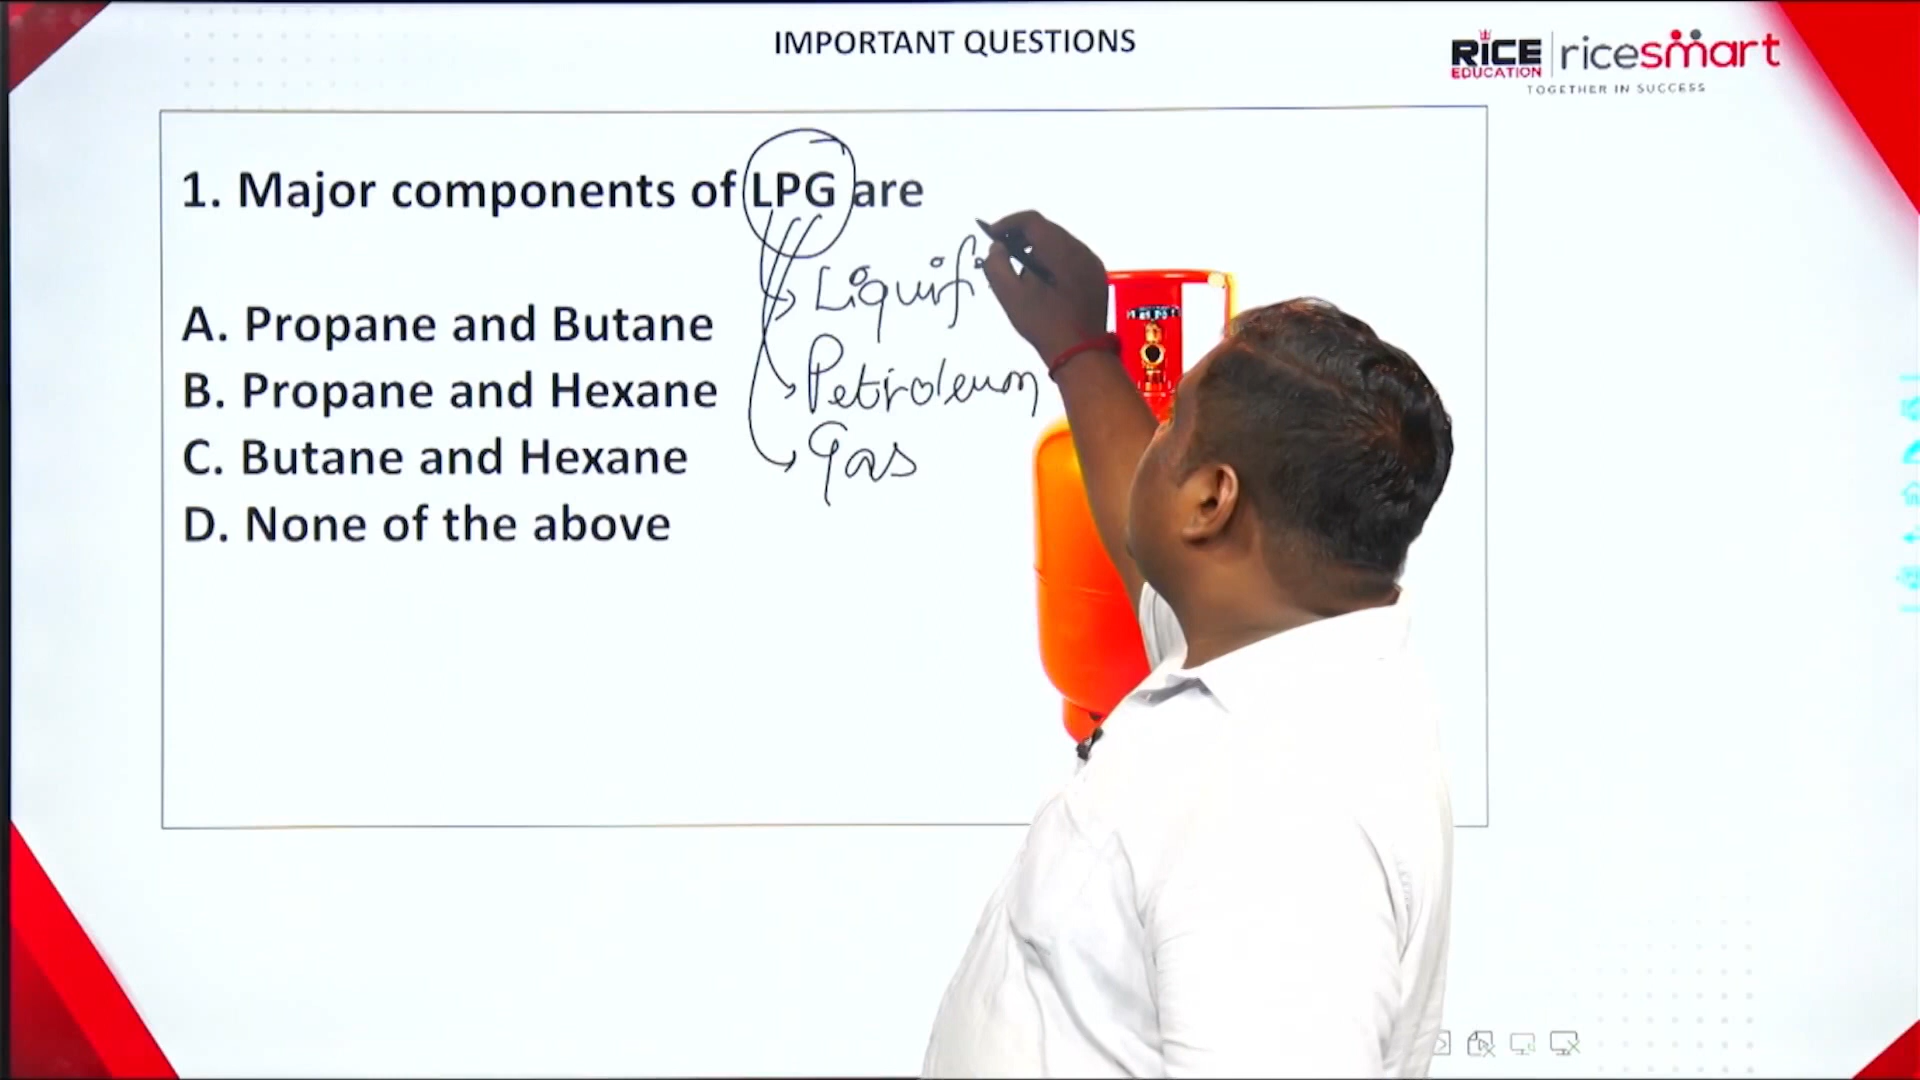 IMPORTANT QUESTIONS
RICE
EDUCATION
ricesmart
TOGETHER IN SUCCESS
1. Major components of LPG are
Liquifi
Petroleum
Gas
A. Propane and Butane
B. Propane and Hexane
C. Butane and Hexane
D. None of the above